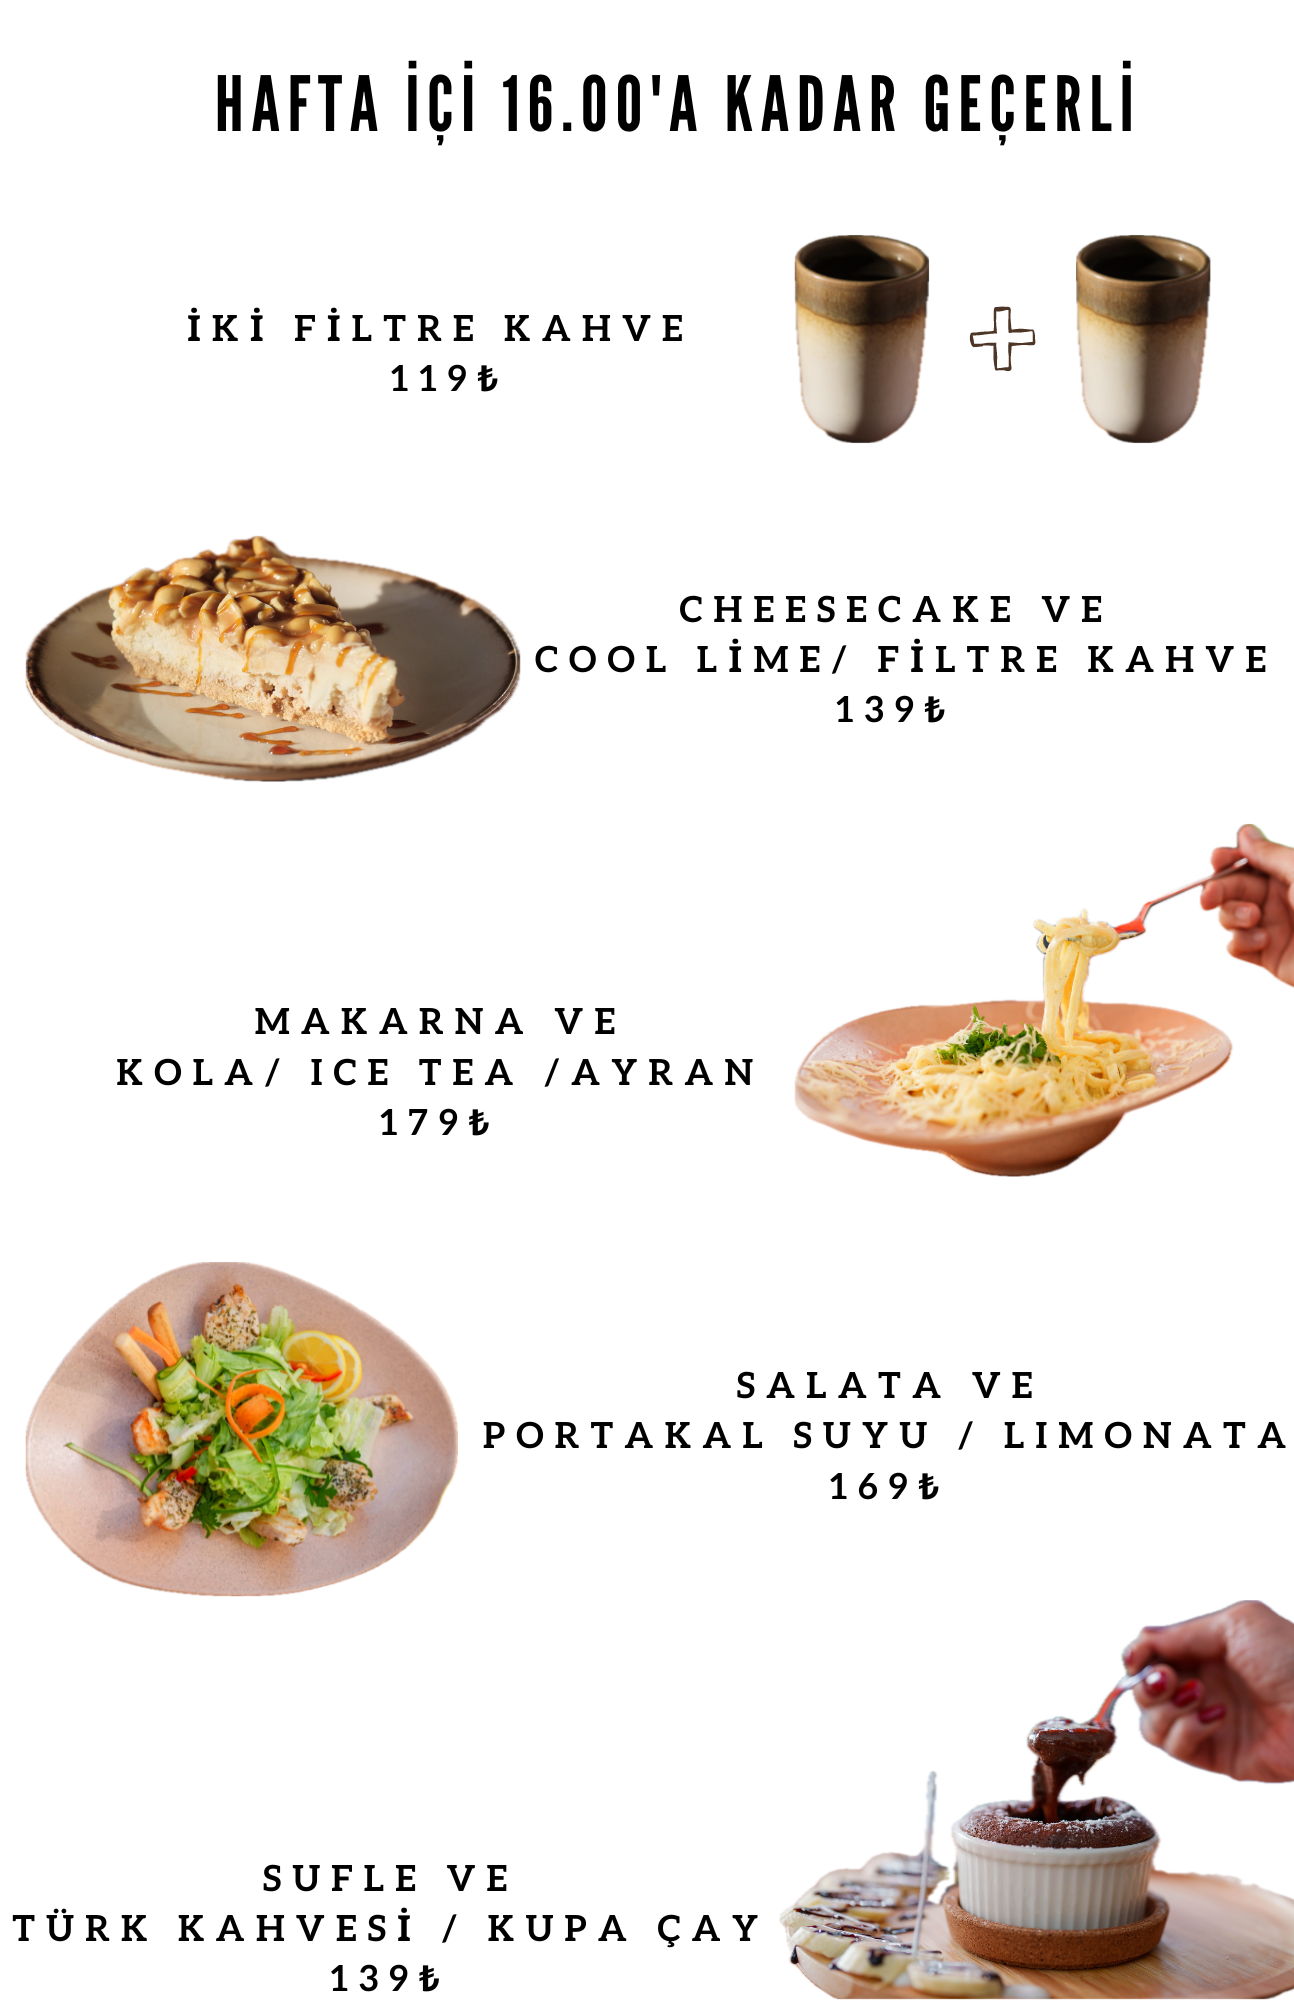 HAFTA İÇİ 16.00'A KADAR GEÇERLİ
İKİ FİLTRE KAHVE
119₺
CHEESECAKE VE
COOL LİME/ FİLTRE KAHVE
139₺
MAKARNA VE
KOLA/ ICE TEA /AYRAN
179₺
SALATA VE
PORTAKAL SUYU / LIMONATA
169₺
SUFLE VE
TÜRK KAHVESİ / KUPA ÇAY
139₺